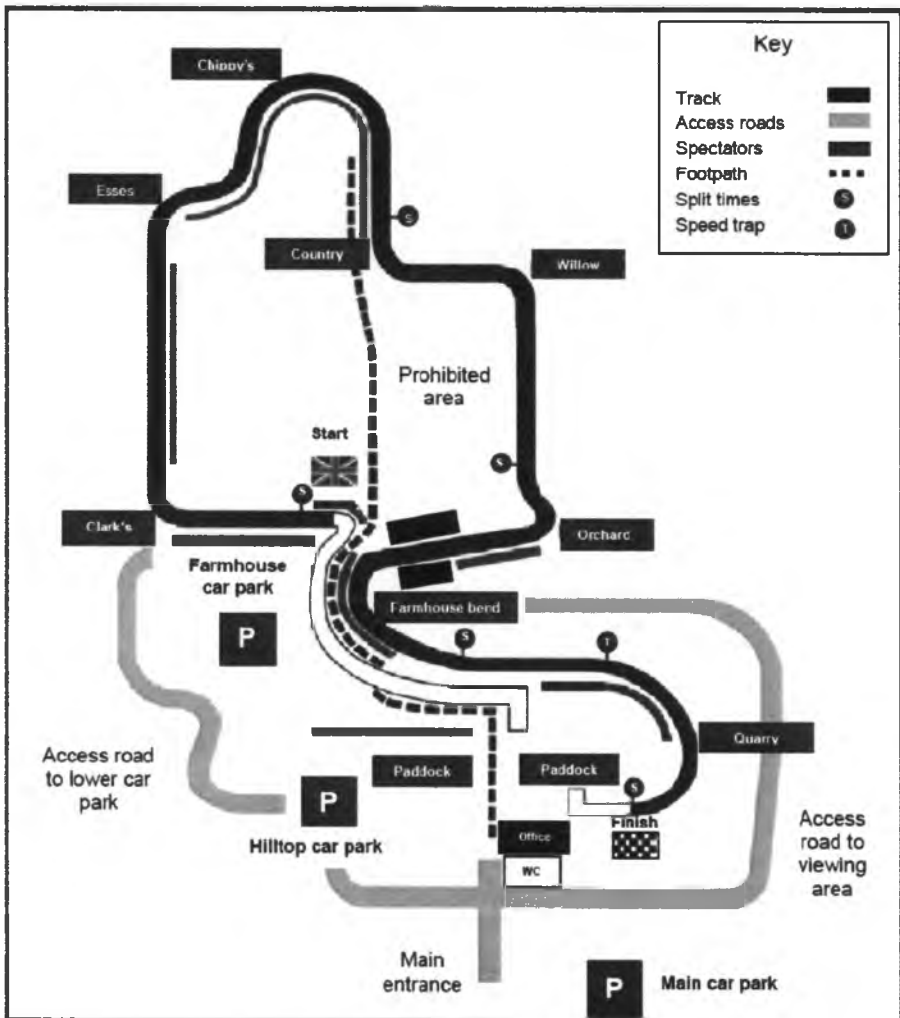 Chippy's
Key
Track
Access roads
Spectators
Footpath
Split times
S
Speed trap
T
Esses
S
Country
Willow
Prohibited
area
Start
S
S
Clark's
Orchard
Farmhouse
car park
P
Farmhouse bend
S
T
Quarry
Access road
to lower car
park
Paddock
Paddock
P
S
Hilltop car park
Office
Finish
WC
Access
road to
viewing
area
Main
entrance
P
Main car park